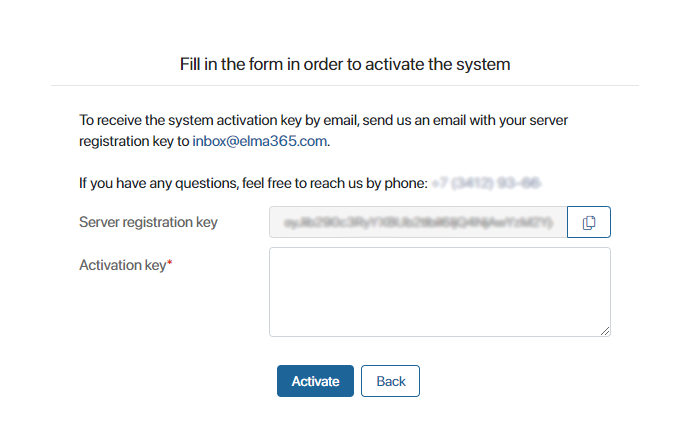 Fill in the form in order to activate the system
To receive the system activation key by email, send us an email with your server
registration key to inbox@elma365.com.
If you have any questions, feel free to reach us by phone:
Server registration key
Activation key*
Activate Back